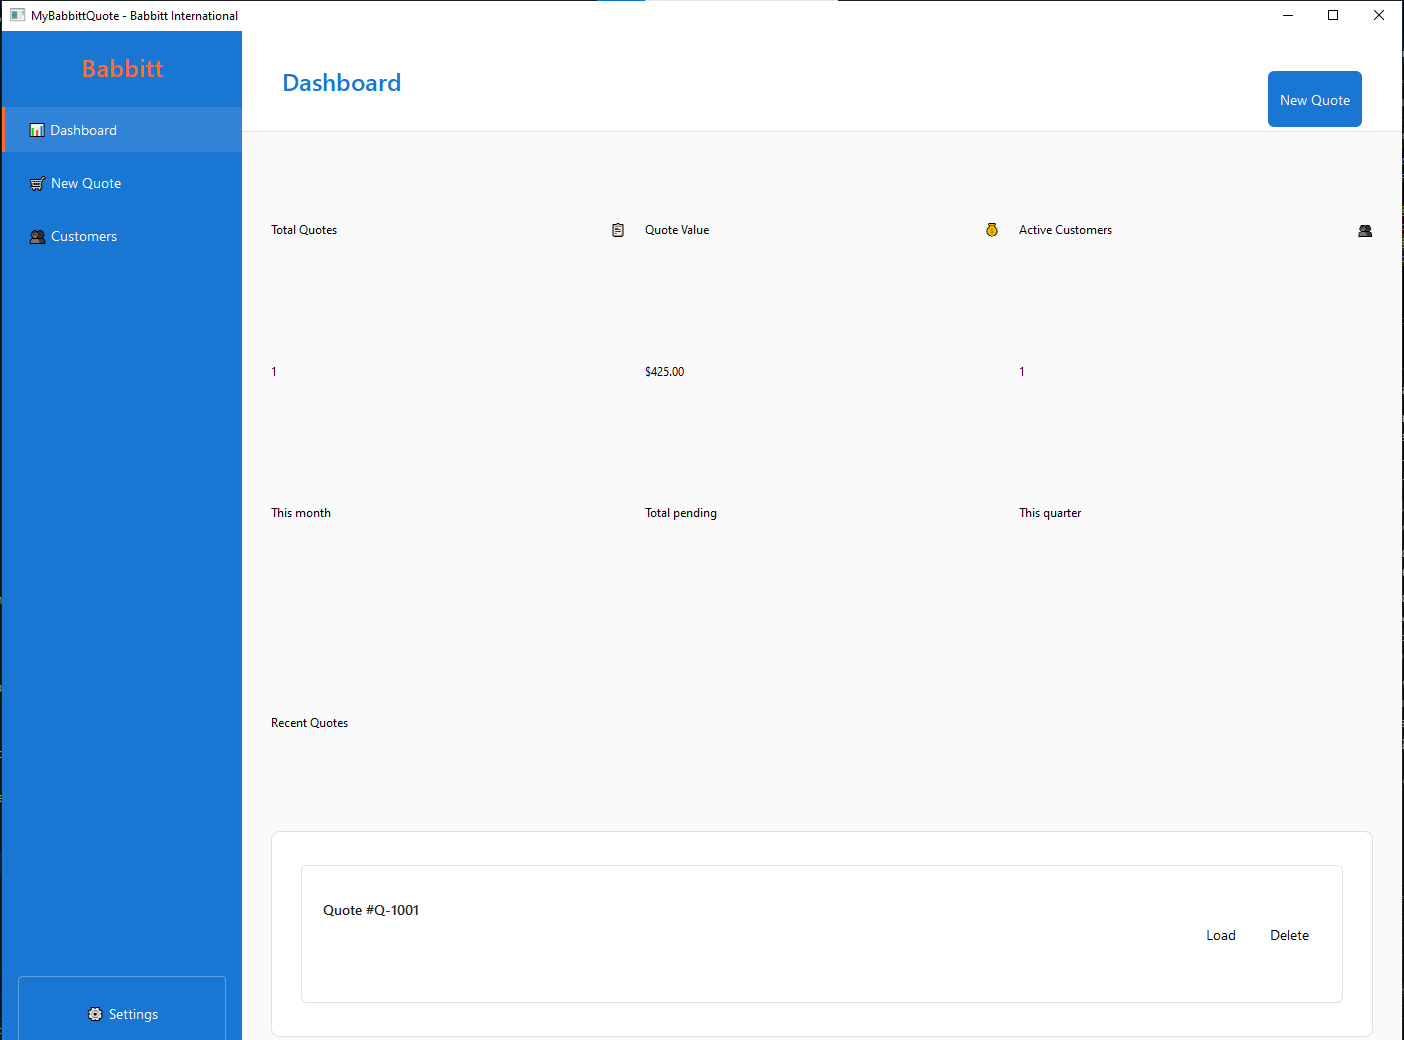 MyBabbittQuote - Babbitt International
Babbitt
Dashboard
New Quote
Customers
Settings
Dashboard
New Quote
Total Quotes
Quote Value
Active Customers
1
$425.00
1
This month
Total pending
This quarter
Recent Quotes
Quote #Q-1001
Load
Delete